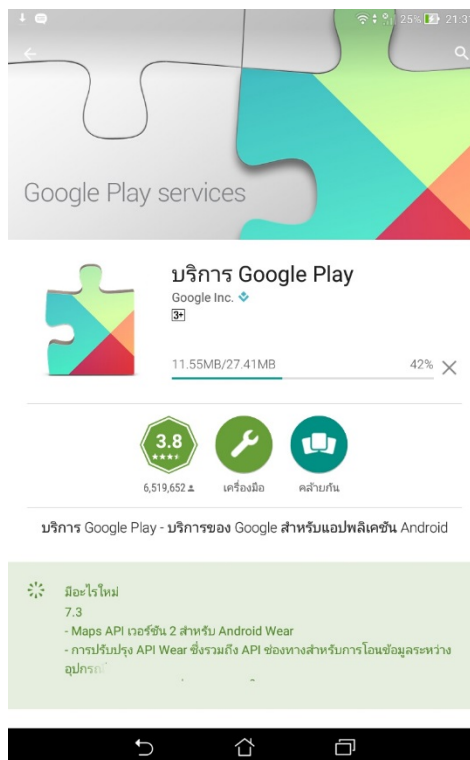 25% 21:31
Google Play services
บริการ Google Play
Google Inc.
3+
11.55MB/27.41MB 42%
3.8
6,519,652 เครื่องมือ คล้ายกัน
บริการ Google Play - บริการของ Google สำหรับแอปพลิเคชัน Android
มีอะไรใหม่
7.3
- Maps API เวอร์ชัน 2 สำหรับ Android Wear
- การปรับปรุง API Wear ซึ่งรวมถึง API ช่องทางสำหรับการโอนข้อมูลระหว่าง